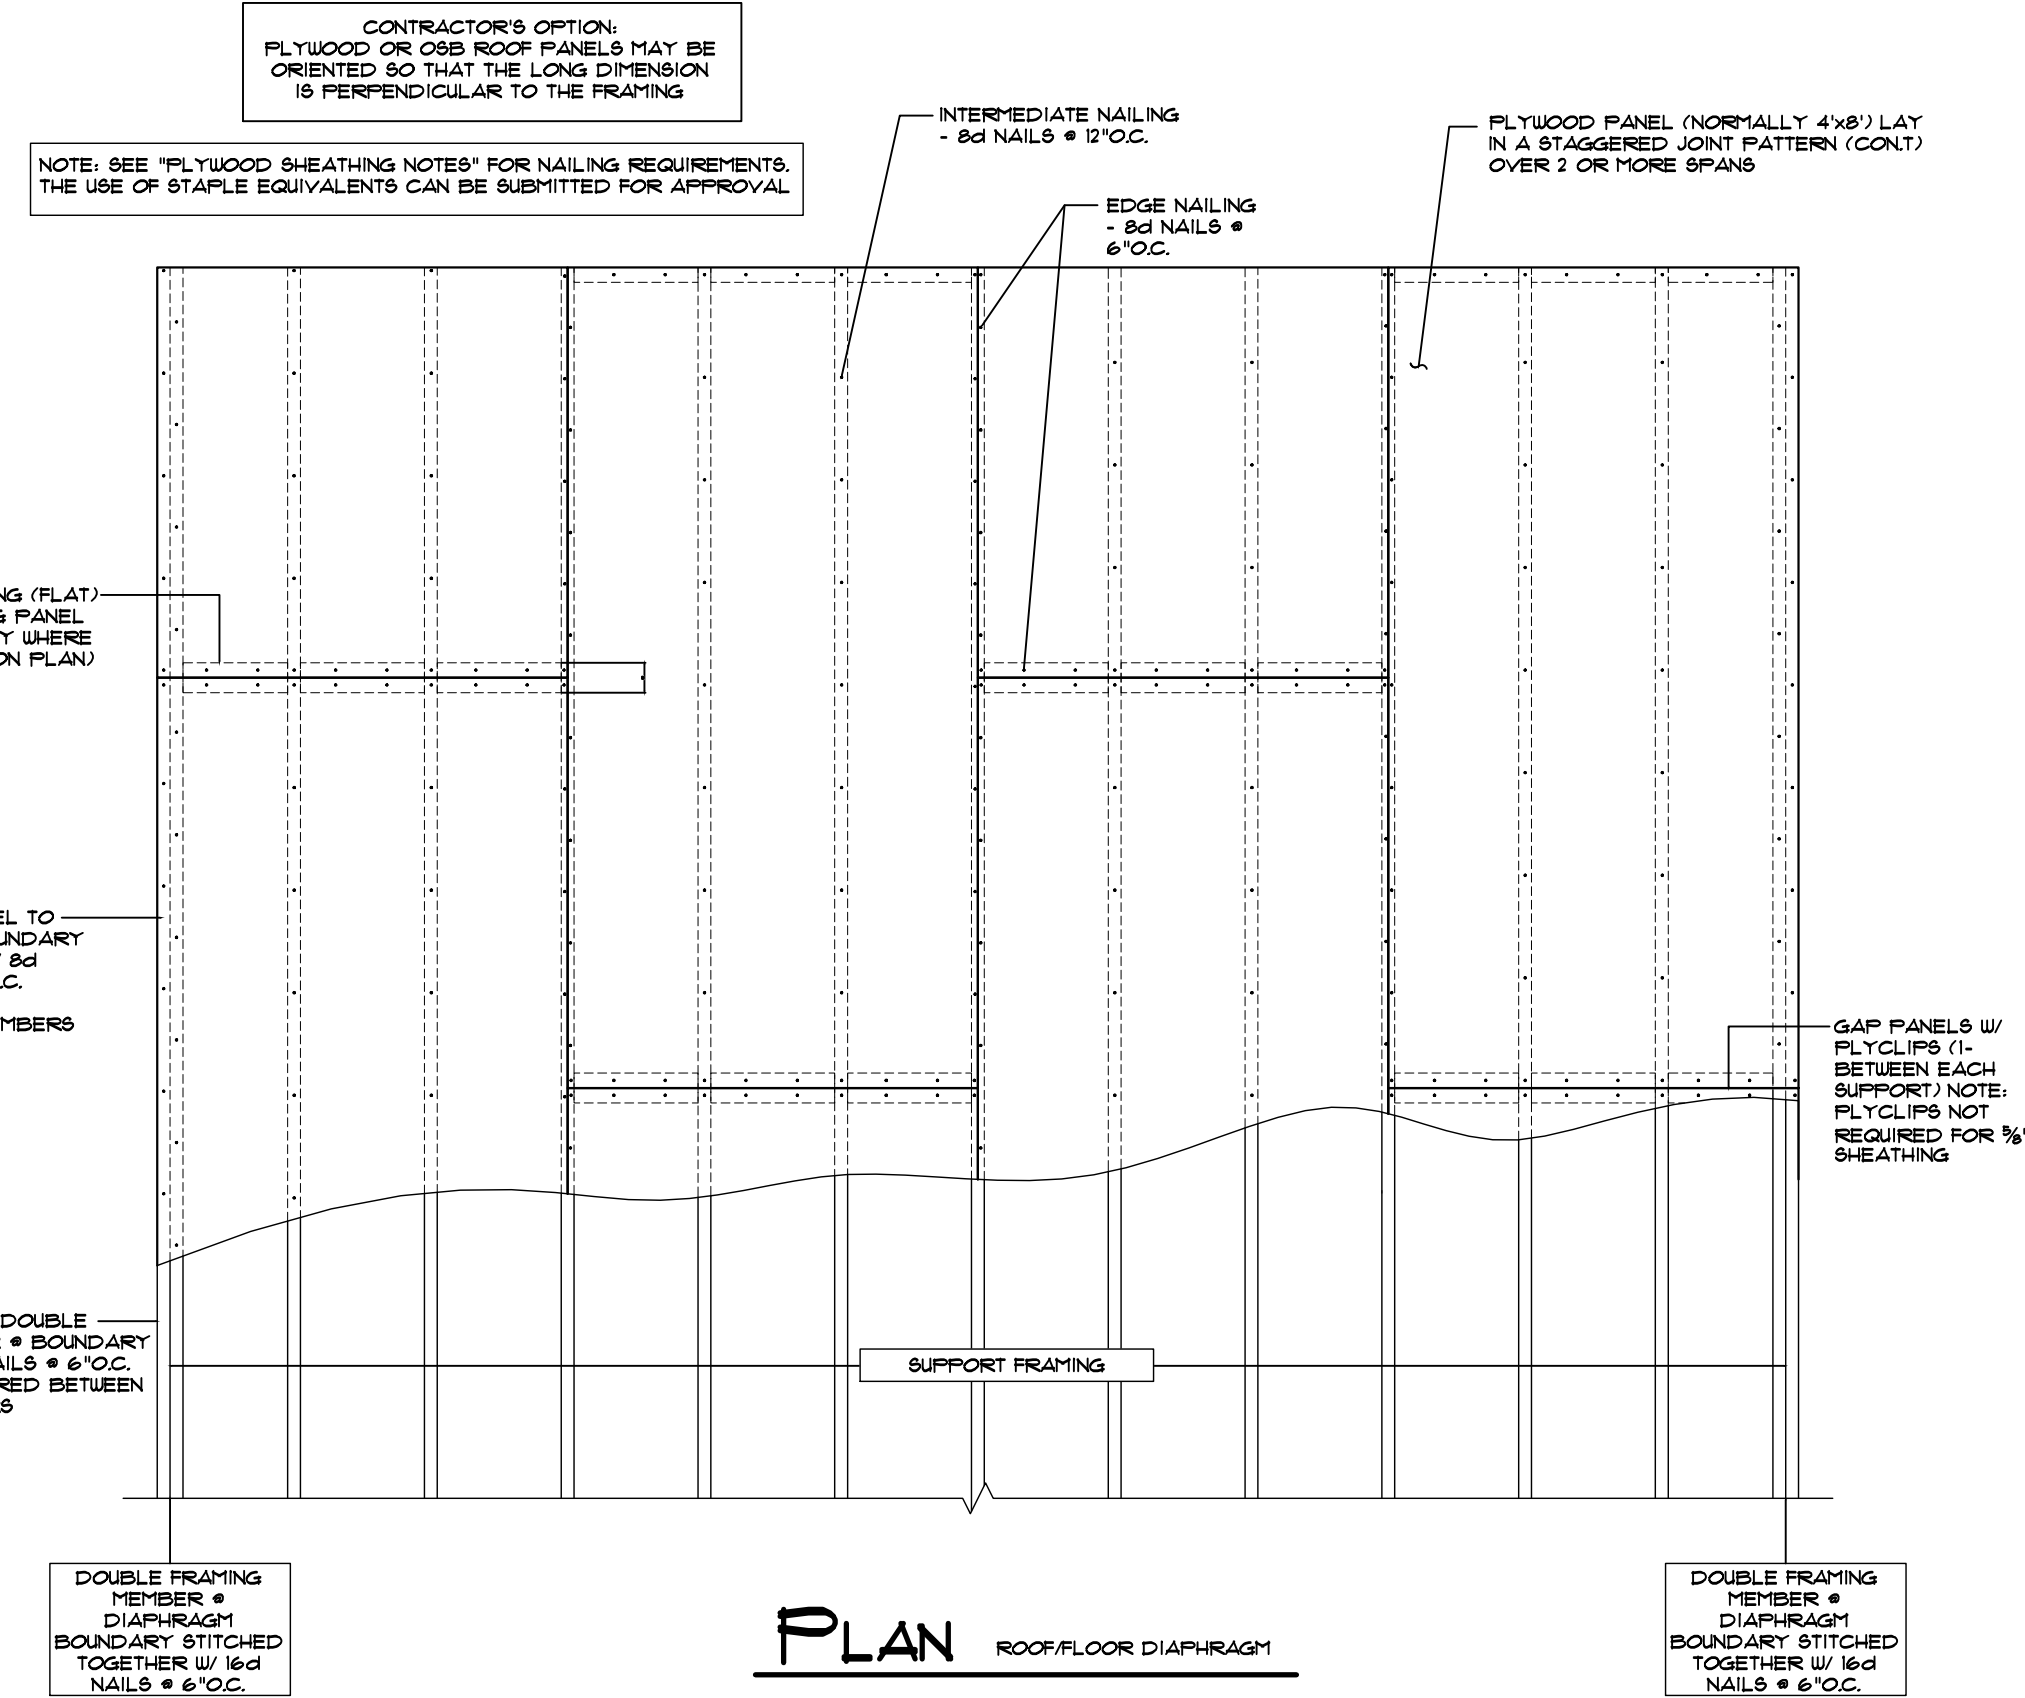 CONTRACTOR'S OPTION:
PLYWOOD OR OSB ROOF PANELS MAY BE
ORIENTED SO THAT THE LONG DIMENSION
IS PERPENDICULAR TO THE FRAMING
NOTE: SEE "PLYWOOD SHEATHING NOTES" FOR NAILING REQUIREMENTS.
THE USE OF STAPLE EQUIVALENTS CAN BE SUBMITTED FOR APPROVAL
INTERMEDIATE NAILING
- 8d NAILS @ 12"O.C.
EDGE NAILING
- 8d NAILS @
6"O.C.
PLYWOOD PANEL (NORMALLY 4'x8') LAY
IN A STAGGERED JOINT PATTERN (CON.T)
OVER 2 OR MORE SPANS
(FLAT)
PANEL
WHERE
ON PLAN)
TO
8d
GAP PANELS W/
PLYCLIPS (1-
BETWEEN EACH
SUPPORT) NOTE:
PLYCLIPS NOT
REQUIRED FOR 5/8"
SHEATHING
DOUBLE
@ BOUNDARY
@ 6"O.C.
BETWEEN
SUPPORT FRAMING
DOUBLE FRAMING
MEMBER @
DIAPHRAGM
BOUNDARY STITCHED
TOGETHER W/ 16d
NAILS @ 6"O.C.
PLAN ROOF/FLOOR DIAPHRAGM
DOUBLE FRAMING
MEMBER @
DIAPHRAGM
BOUNDARY STITCHED
TOGETHER W/ 16d
NAILS @ 6"O.C.